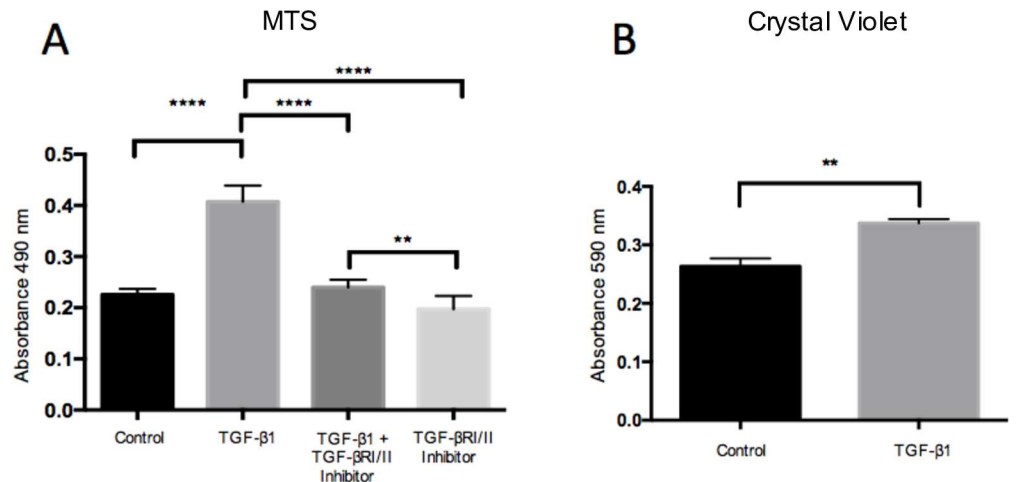 A
MTS
****
****
****
**
Absorbance 490 nm
0.5
0.4
0.3
0.2
0.1
0.0
Control
TGF-β1
TGF-β1 +
TGF-βRI/II
Inhibitor
TGF-βRI/II
Inhibitor
B
Crystal Violet
**
Absorbance 590 nm
0.4
0.3
0.2
0.1
0.0
Control
TGF-β1